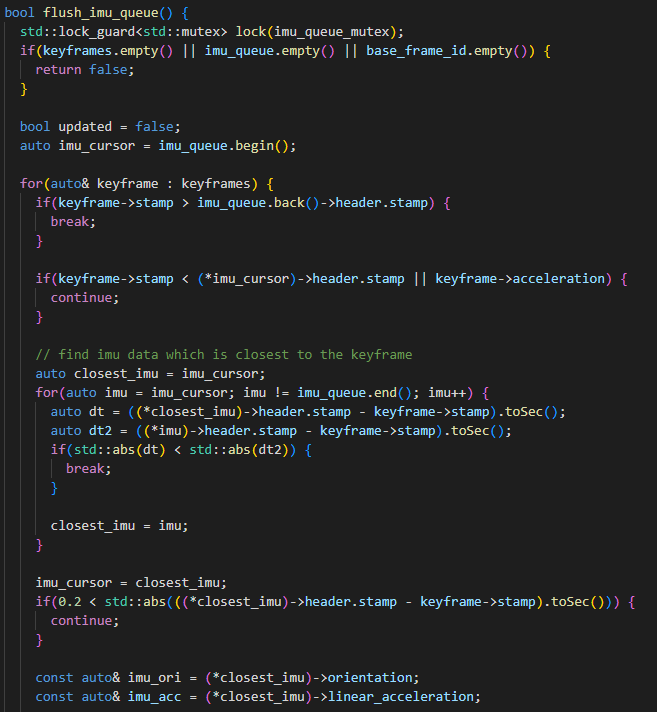 bool flush_imu_queue() {
  std::lock_guard<std::mutex> lock(imu_queue_mutex);
  if(keyframes.empty() || imu_queue.empty() || base_frame_id.empty()) {
    return false;
  }

  bool updated = false;
  auto imu_cursor = imu_queue.begin();

  for(auto& keyframe : keyframes) {
    if(keyframe->stamp > imu_queue.back()->header.stamp) {
      break;
    }

    if(keyframe->stamp < (*imu_cursor)->header.stamp || keyframe->acceleration) {
      continue;
    }

    // find imu data which is closest to the keyframe
    auto closest_imu = imu_cursor;
    for(auto imu = imu_cursor; imu != imu_queue.end(); imu++) {
      auto dt = ((*closest_imu)->header.stamp - keyframe->stamp).toSec();
      auto dt2 = ((*imu)->header.stamp - keyframe->stamp).toSec();
      if(std::abs(dt) < std::abs(dt2)) {
        break;
      }

      closest_imu = imu;
    }

    imu_cursor = closest_imu;
    if(0.2 < std::abs(((*closest_imu)->header.stamp - keyframe->stamp).toSec())) {
      continue;
    }

    const auto& imu_ori = (*closest_imu)->orientation;
    const auto& imu_acc = (*closest_imu)->linear_acceleration;